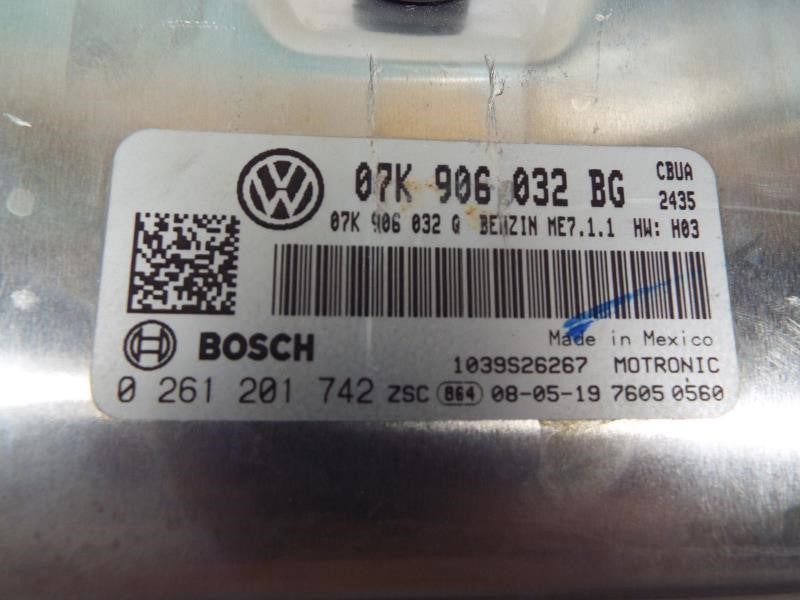 07K 906 032 BG CBUA
2435
07K 906 032 Q BENZIN ME7.1.1 HW: H03
Made in Mexico
BOSCH
1039S26267 MOTRONIC
0 261 201 742 ZSC 864 08-05-19 7605 0560